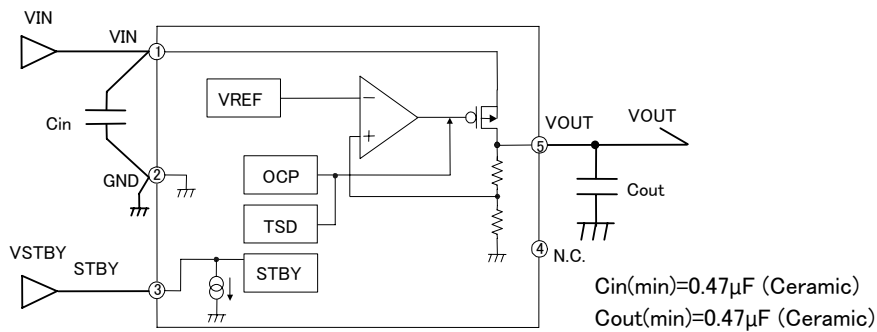 VIN
VIN
1
VREF
−
+
VOUT
VOUT
5
Cin
GND
2
OCP
Cout
TSD
VSTBY
STBY
3
STBY
4
N.C.
Cin(min)=0.47μF (Ceramic)
Cout(min)=0.47μF (Ceramic)